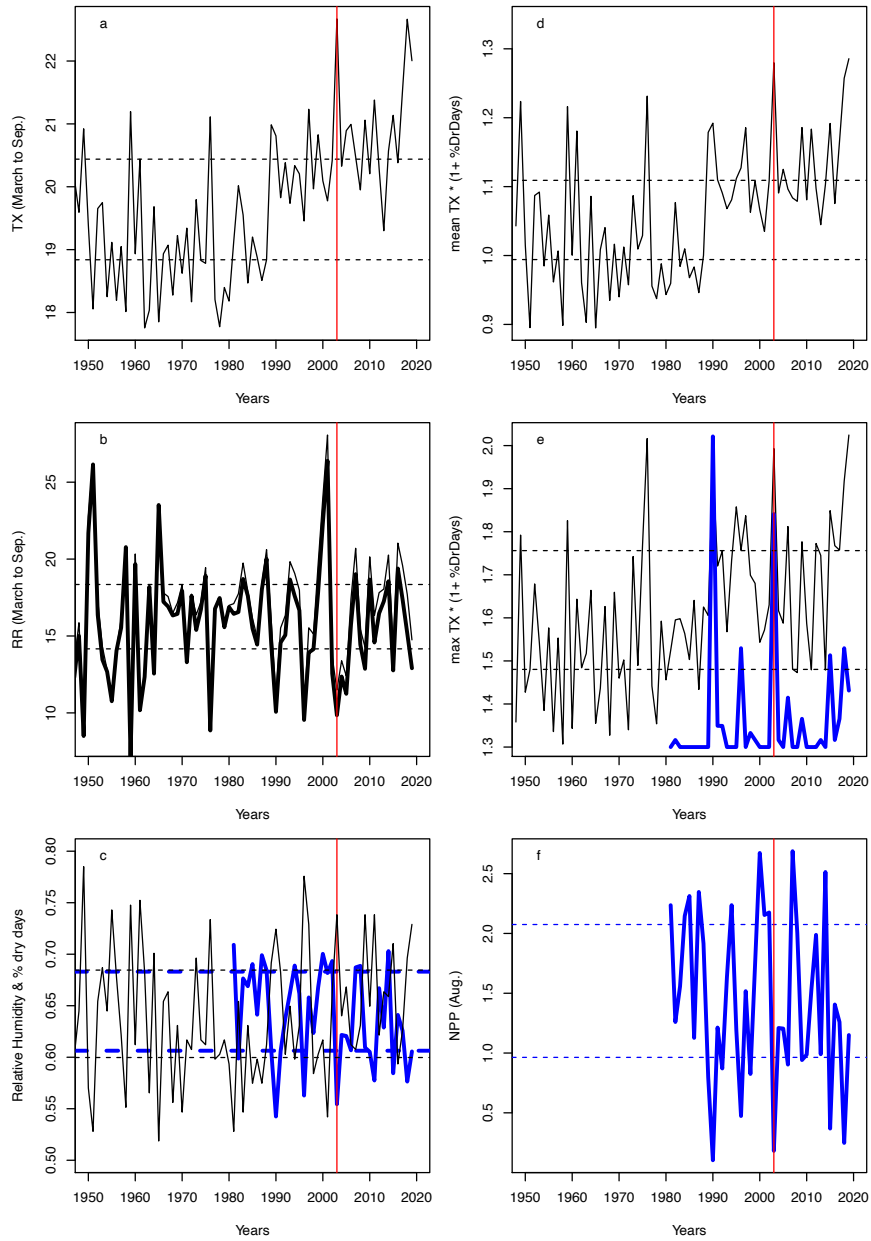 a
TX (March to Sep.)
18 19 20 21 22
1950 1960 1970 1980 1990 2000 2010 2020
Years
d
mean TX * (1+ %DrDays)
0.9 1.0 1.1 1.2 1.3
1950 1960 1970 1980 1990 2000 2010 2020
Years
b
RR (March to Sep.)
10 15 20 25
1950 1960 1970 1980 1990 2000 2010 2020
Years
e
max TX * (1+ %DrDays)
1.3 1.4 1.5 1.6 1.7 1.8 1.9 2.0
1950 1960 1970 1980 1990 2000 2010 2020
Years
c
Relative Humidity & % dry days
0.50 0.55 0.60 0.65 0.70 0.75 0.80
1950 1960 1970 1980 1990 2000 2010 2020
Years
f
NPP (Aug.)
0.5 1.0 1.5 2.0 2.5
1950 1960 1970 1980 1990 2000 2010 2020
Years